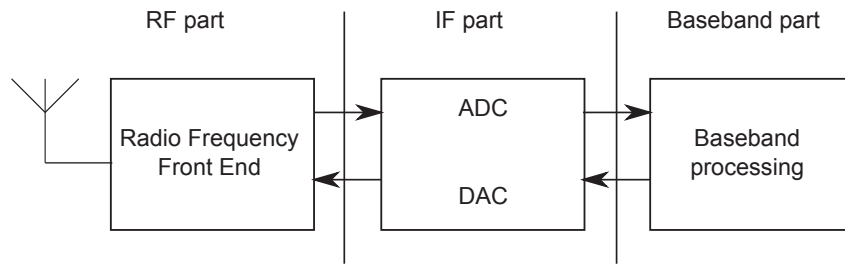 RF part
IF part
Baseband part
Radio Frequency
Front End
ADC
DAC
Baseband
processing